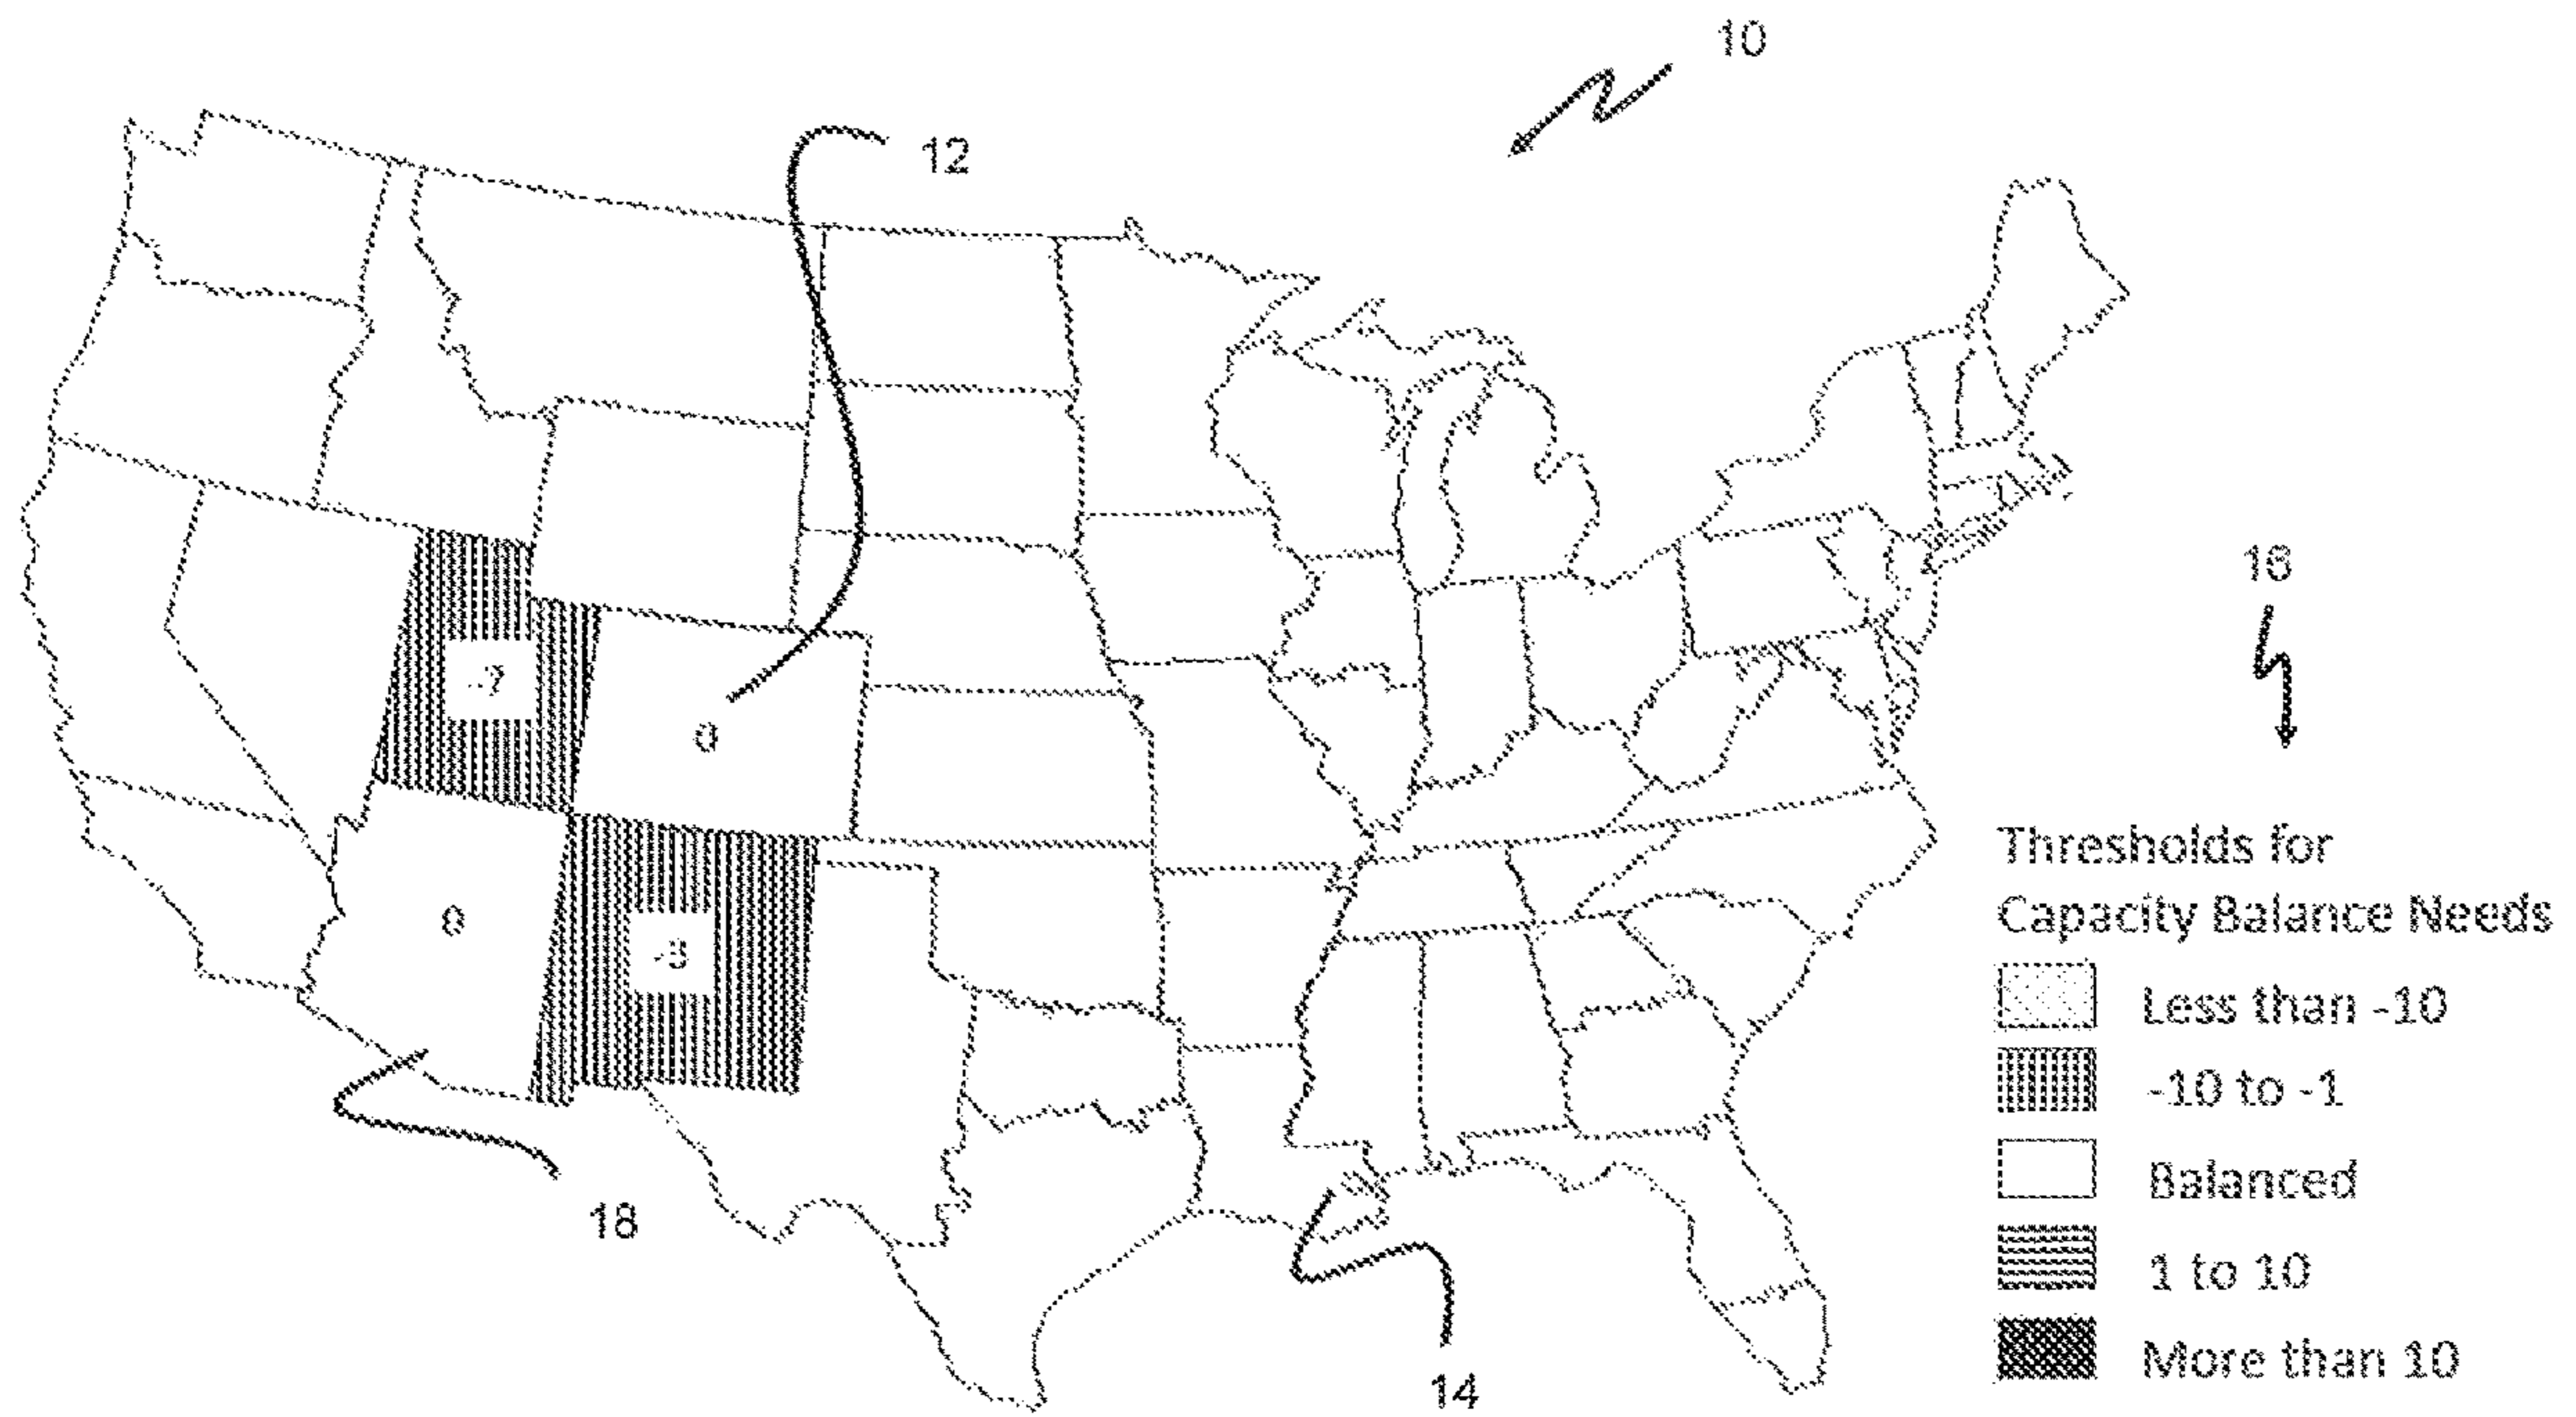 10
12
16
-7
0
0
Thresholds for
Capacity Balance Needs
Less than -10
-10 to -1
Balanced
1 to 10
More than 10
18
14